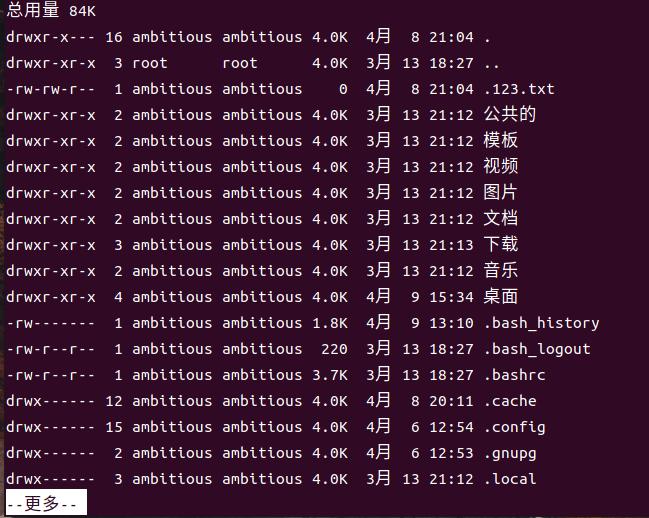 总用量 84K
drwxr-x--- 16 ambitious ambitious 4.0K  4月   8 21:04 .
drwxr-xr-x  3 root      root      4.0K  3月  13 18:27 ..
-rw-rw-r--  1 ambitious ambitious    0  4月   8 21:04 .123.txt
drwxr-xr-x  2 ambitious ambitious 4.0K  3月  13 21:12 公共的
drwxr-xr-x  2 ambitious ambitious 4.0K  3月  13 21:12 模板
drwxr-xr-x  2 ambitious ambitious 4.0K  3月  13 21:12 视频
drwxr-xr-x  2 ambitious ambitious 4.0K  3月  13 21:12 图片
drwxr-xr-x  2 ambitious ambitious 4.0K  3月  13 21:12 文档
drwxr-xr-x  3 ambitious ambitious 4.0K  3月  13 21:13 下载
drwxr-xr-x  2 ambitious ambitious 4.0K  3月  13 21:12 音乐
drwxr-xr-x  4 ambitious ambitious 4.0K  4月   9 15:34 桌面
-rw-------  1 ambitious ambitious 1.8K  4月   9 13:10 .bash_history
-rw-r--r--  1 ambitious ambitious  220  3月  13 18:27 .bash_logout
-rw-r--r--  1 ambitious ambitious 3.7K  3月  13 18:27 .bashrc
drwx------ 12 ambitious ambitious 4.0K  4月   8 20:11 .cache
drwx------ 15 ambitious ambitious 4.0K  4月   6 12:54 .config
drwx------  2 ambitious ambitious 4.0K  4月   6 12:53 .gnupg
drwx------  3 ambitious ambitious 4.0K  3月  13 21:12 .local
--更多--